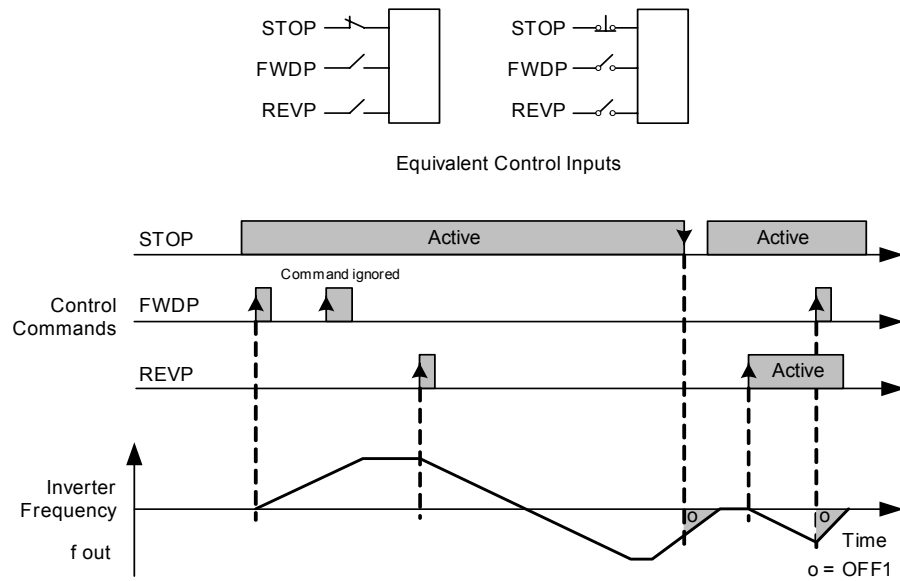 STOP
FWDP
REVP
STOP
FWDP
REVP
Equivalent Control Inputs
STOP
Active
Active
Command ignored
Control
Commands
FWDP
REVP
Active
Inverter
Frequency
f out
o
o
Time
o = OFF1